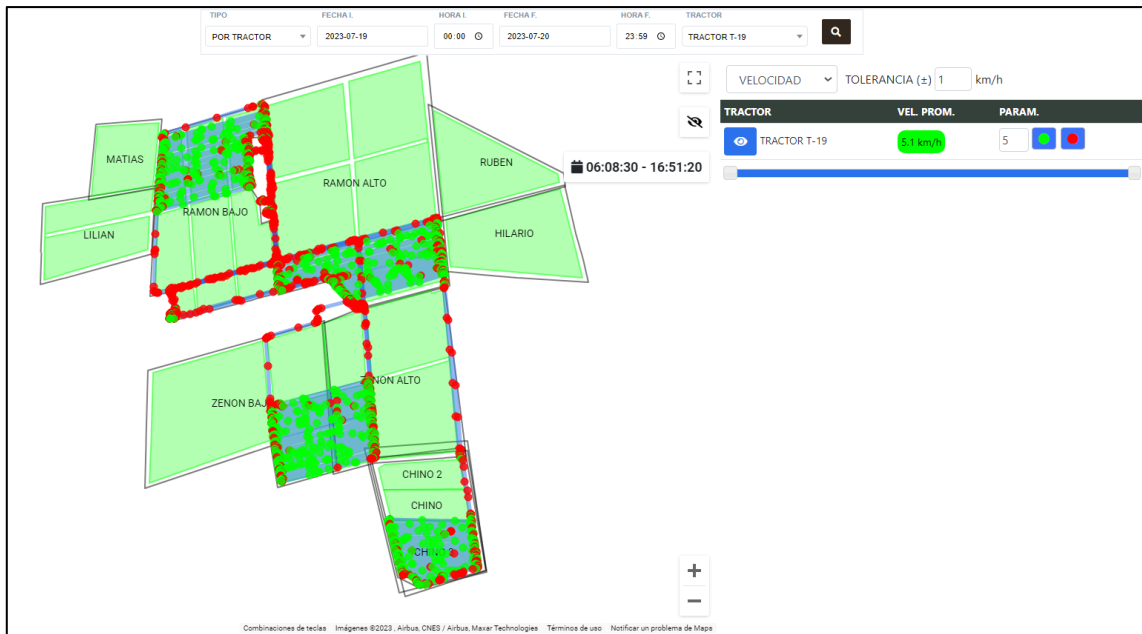 TIPO FECHA I. HORA I. FECHA F. HORA F. TRACTOR
POR TRACTOR 2023-07-19 00:00 2023-07-20 23:59 TRACTOR T-19
VELOCIDAD TOLERANCIA (±) 1 km/h
TRACTOR VEL. PROM. PARAM.
TRACTOR T-19 5.1 km/h 5
06:08:30 - 16:51:20
MATIAS
RUBEN
RAMON ALTO
RAMON BAJO
LILIAN
HILARIO
ZENON ALTO
ZENON BAJ
CHINO 2
CHINO
CHINO 3
Combinaciones de teclas Imágenes ©2023 , Airbus, CNES / Airbus, Maxar Technologies Términos de uso Notificar un problema de Maps